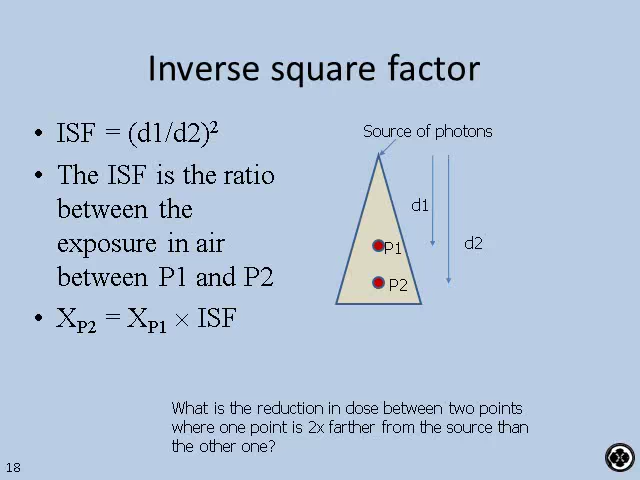 Inverse square factor
• ISF = (d1/d2)²
• The ISF is the ratio
between the
exposure in air
between P1 and P2
• X_P2 = X_P1 × ISF
Source of photons
d1
d2
P1
P2
What is the reduction in dose between two points
where one point is 2x farther from the source than
the other one?
18